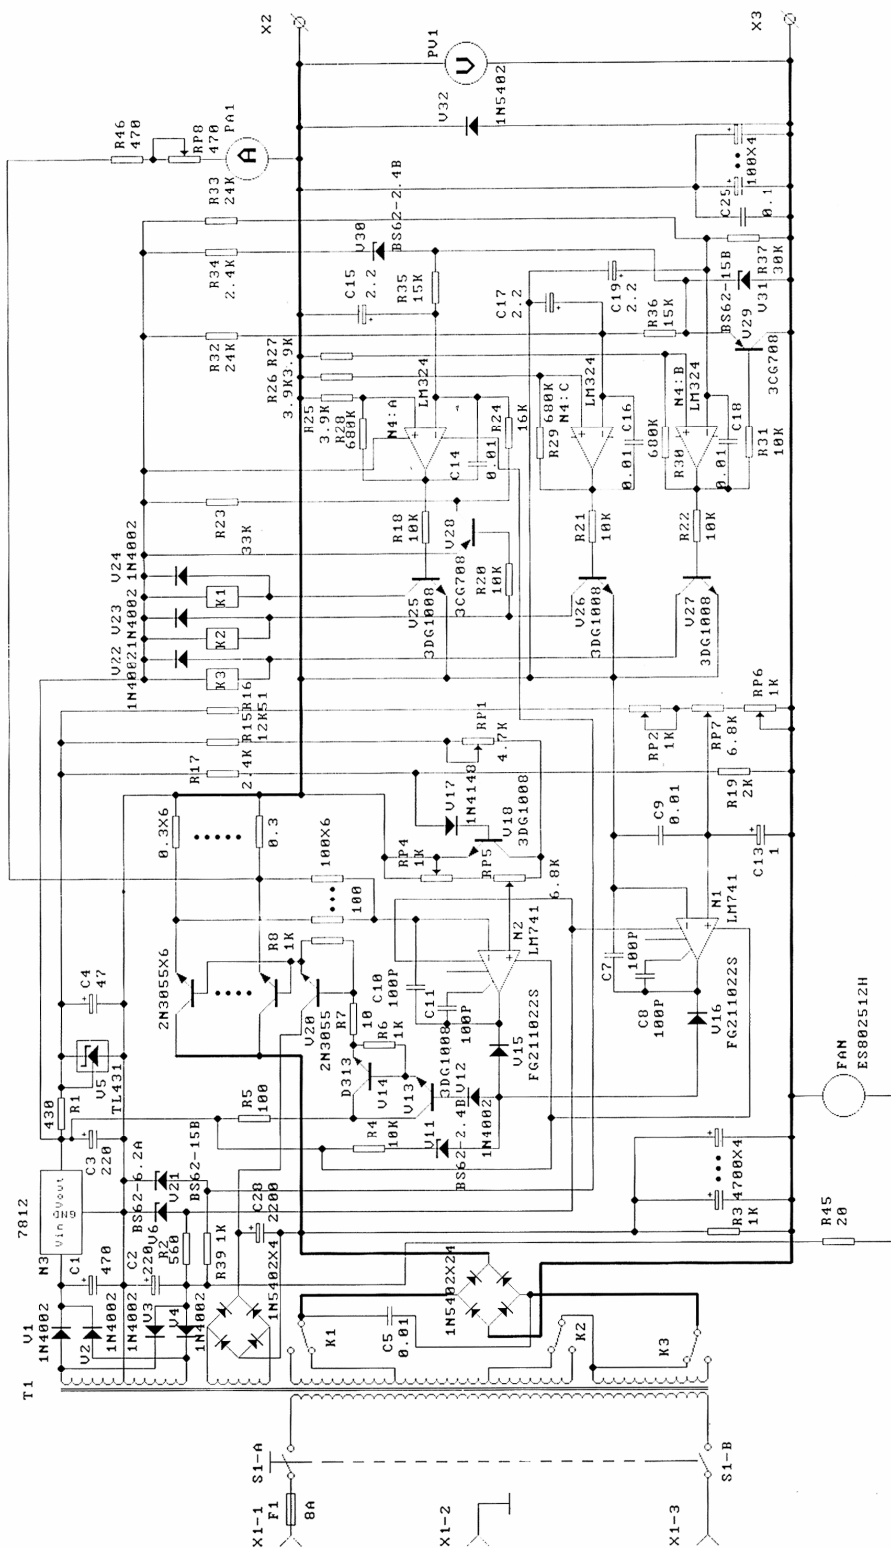 X2
X3
PV1
V
V32
1N5402
R46
470
RP8
470
PA1
A
R33
24K
R34
2.4K
R32
24K
V30
BS62-2.4B
C15
2.2
R35
15K
C17
2.2
C19
2.2
R36
15K
C25
0.1
100X4
BS62-15B
V31
R37
30K
V29
3CG708
R26 R27
3.9K3.9K
R25
3.9K
R28
680K
N4:A
LM324
R24
16K
C14
0.01
R29
680K
N4:C
LM324
C16
0.01
680K
R30
N4:B
LM324
C18
0.01
R31
10K
R23
33K
R18
10K
V28
3CG708
R20
10K
R21
10K
R22
10K
V25
3DG1008
V26
3DG1008
V27
3DG1008
V24
1N4002
V23
1N4002
V22
1N4002
K1
K2
K3
R16
51
R15
12K
R17
2.4K
RP1
4.7K
RP2
1K
RP7
6.8K
RP6
1K
R19
2K
V17
1N4148
V18
3DG1008
RP4
1K
RP5
6.8K
C9
0.01
C13
1
0.3X6
0.3
100X6
100
2N3055X6
R8
1K
V20
2N3055
R7
10
R6
1K
C10
100P
C11
100P
N2
LM741
C7
100P
C8
100P
N1
LM741
V15
FG211022S
V16
FG211022S
C4
47
V5
TL431
R1
430
C3
220
R5
100
D313
V14
V13
3DG1008
R4
10K
V11
BS62-2.4B
V12
1N4002
FAN
ES802512H
7812
N3
Vin
GN9
Vout
C1
470
C2
220
V6
BS62-6.2A
V21
BS62-15B
R2
560
R39 1K
C28
2200
4700X4
R3
1K
R45
20
V1
1N4002
V2
1N4002
V3
1N4002
V4
1N4002
1N5402X4
1N5402X24
T1
K1
C5
0.01
K2
K3
S1-A
S1-B
X1-1
F1
8A
X1-2
X1-3